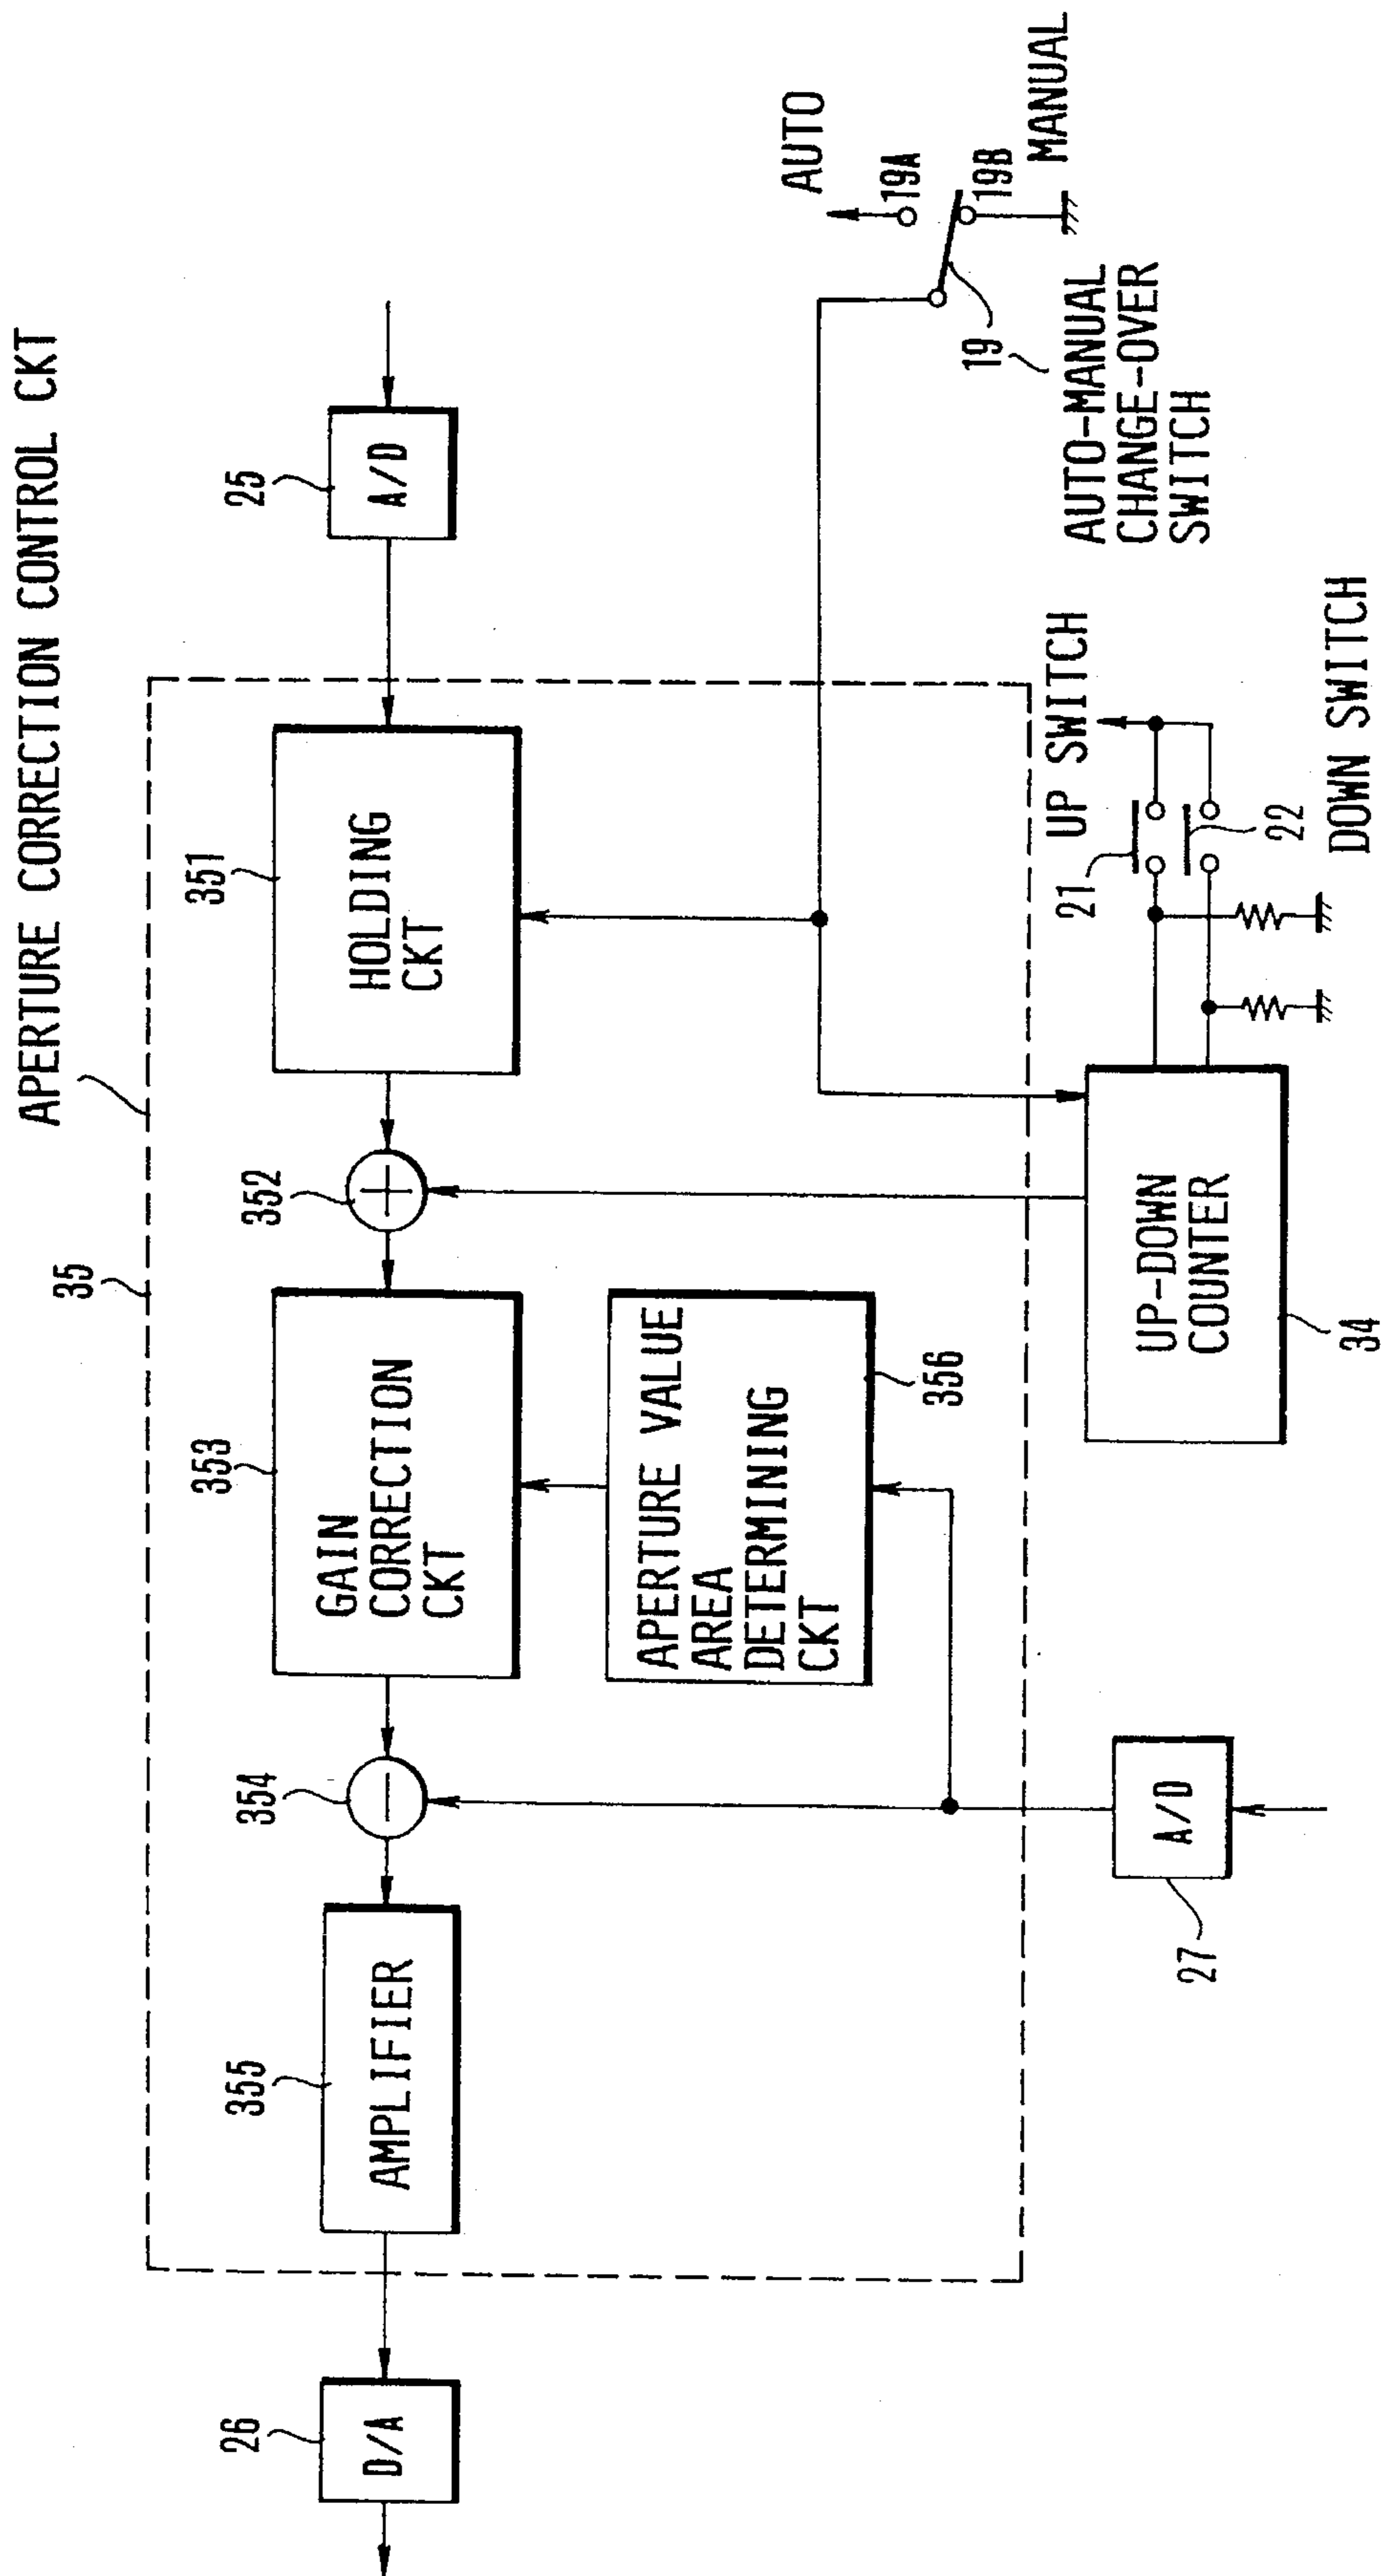 APERTURE CORRECTION CONTROL CKT
35
26
D/A
355
AMPLIFIER
354
353
GAIN
CORRECTION
CKT
352
351
HOLDING
CKT
25
A/D
APERTURE VALUE
AREA
DETERMINING
CKT
356
27
A/D
UP-DOWN
COUNTER
34
UP SWITCH
21
22
DOWN SWITCH
AUTO
19A
19B
MANUAL
19
AUTO-MANUAL
CHANGE-OVER
SWITCH